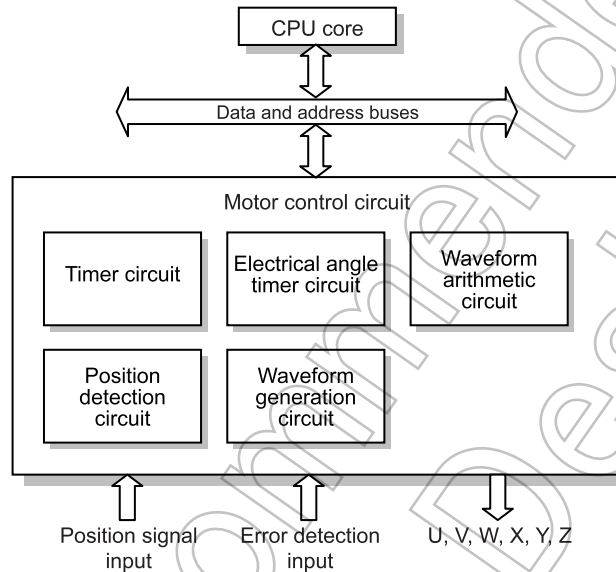 CPU core
Data and address buses
Motor control circuit
Timer circuit
Electrical angle
timer circuit
Waveform
arithmetic
circuit
Position
detection
circuit
Waveform
generation
circuit
Position signal
input
Error detection
input
U, V, W, X, Y, Z